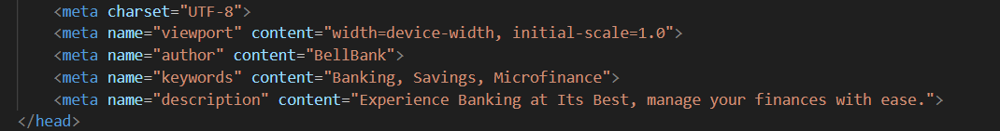 <meta charset="UTF-8">
<meta name="viewport" content="width=device-width, initial-scale=1.0">
<meta name="author" content="BellBank">
<meta name="keywords" content="Banking, Savings, Microfinance">
<meta name="description" content="Experience Banking at Its Best, manage your finances with ease.">
</head>